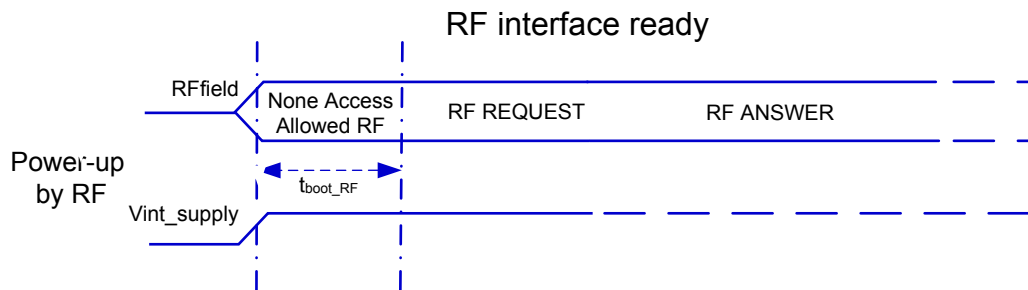 RF interface ready
RFfield
None Access
Allowed RF
RF REQUEST
RF ANSWER
Power-up
by RF
tboot_RF
Vint_supply